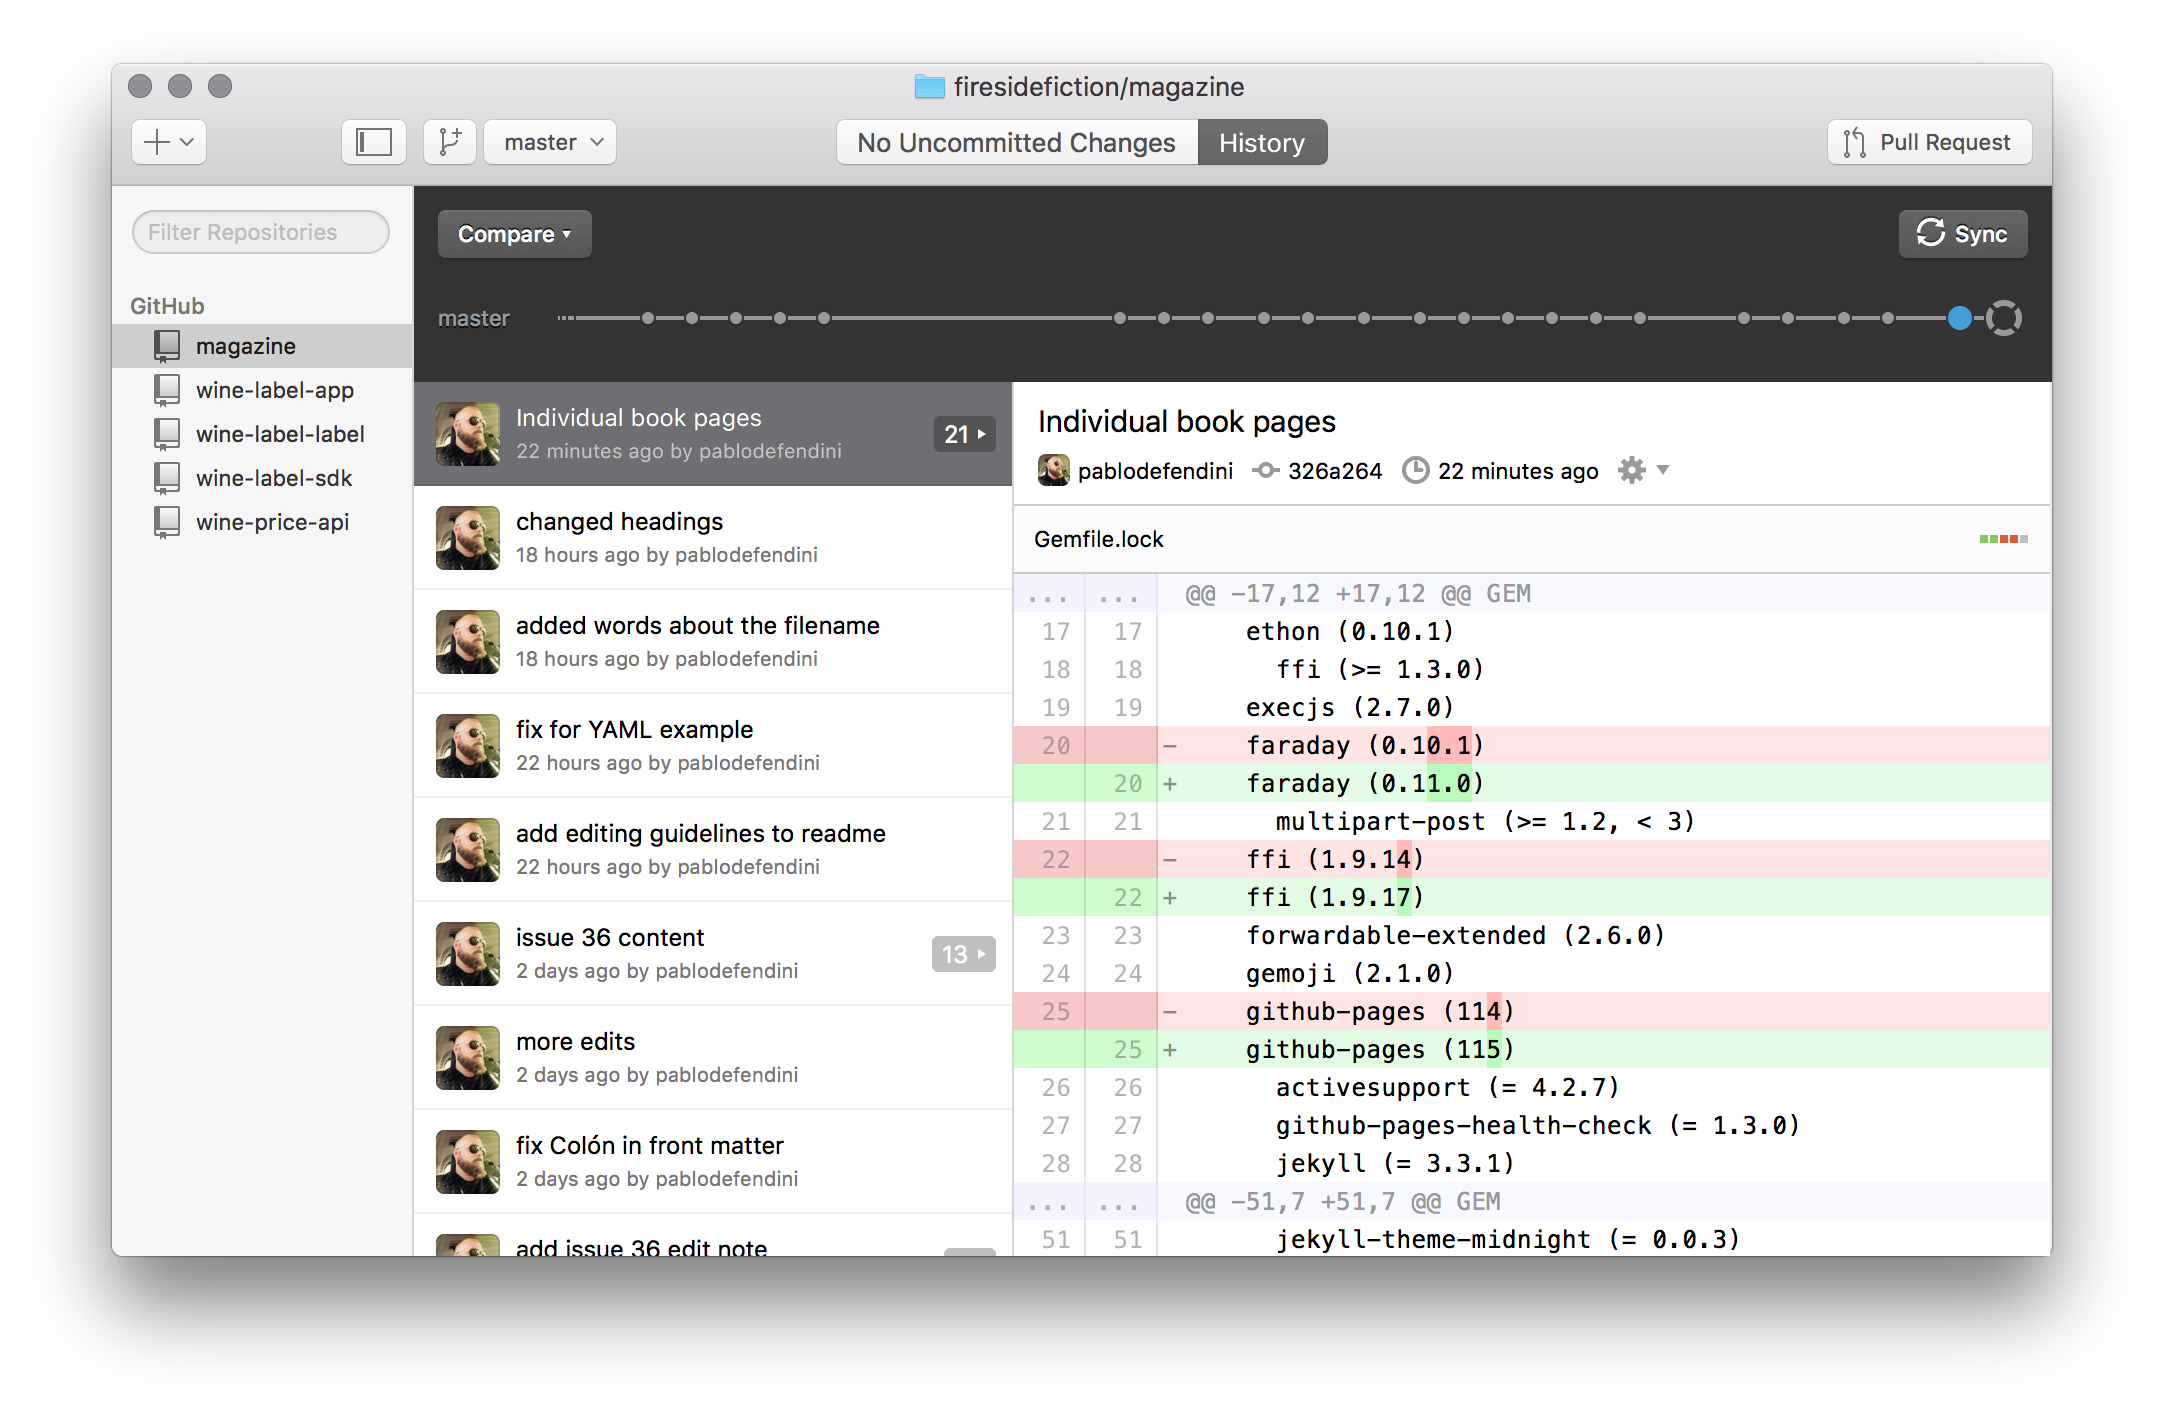 firesidefiction/magazine
master
No Uncommitted Changes
History
Pull Request
Filter Repositories
GitHub
magazine
wine-label-app
wine-label-label
wine-label-sdk
wine-price-api
Compare
Sync
master
Individual book pages
22 minutes ago by pablodefendini
21
changed headings
18 hours ago by pablodefendini
added words about the filename
18 hours ago by pablodefendini
fix for YAML example
22 hours ago by pablodefendini
add editing guidelines to readme
22 hours ago by pablodefendini
issue 36 content
2 days ago by pablodefendini
13
more edits
2 days ago by pablodefendini
fix Colón in front matter
2 days ago by pablodefendini
add issue 36 edit note
Individual book pages
pablodefendini 326a264 22 minutes ago
Gemfile.lock
... ... @@ -17,12 +17,12 @@ GEM
17 17 ethon (0.10.1)
18 18 ffi (>= 1.3.0)
19 19 execjs (2.7.0)
20 - faraday (0.10.1)
20 + faraday (0.11.0)
21 21 multipart-post (>= 1.2, < 3)
22 - ffi (1.9.14)
22 + ffi (1.9.17)
23 23 forwardable-extended (2.6.0)
24 24 gemoji (2.1.0)
25 - github-pages (114)
25 + github-pages (115)
26 26 activesupport (= 4.2.7)
27 27 github-pages-health-check (= 1.3.0)
28 28 jekyll (= 3.3.1)
... ... @@ -51,7 +51,7 @@ GEM
51 51 jekyll-theme-midnight (= 0.0.3)